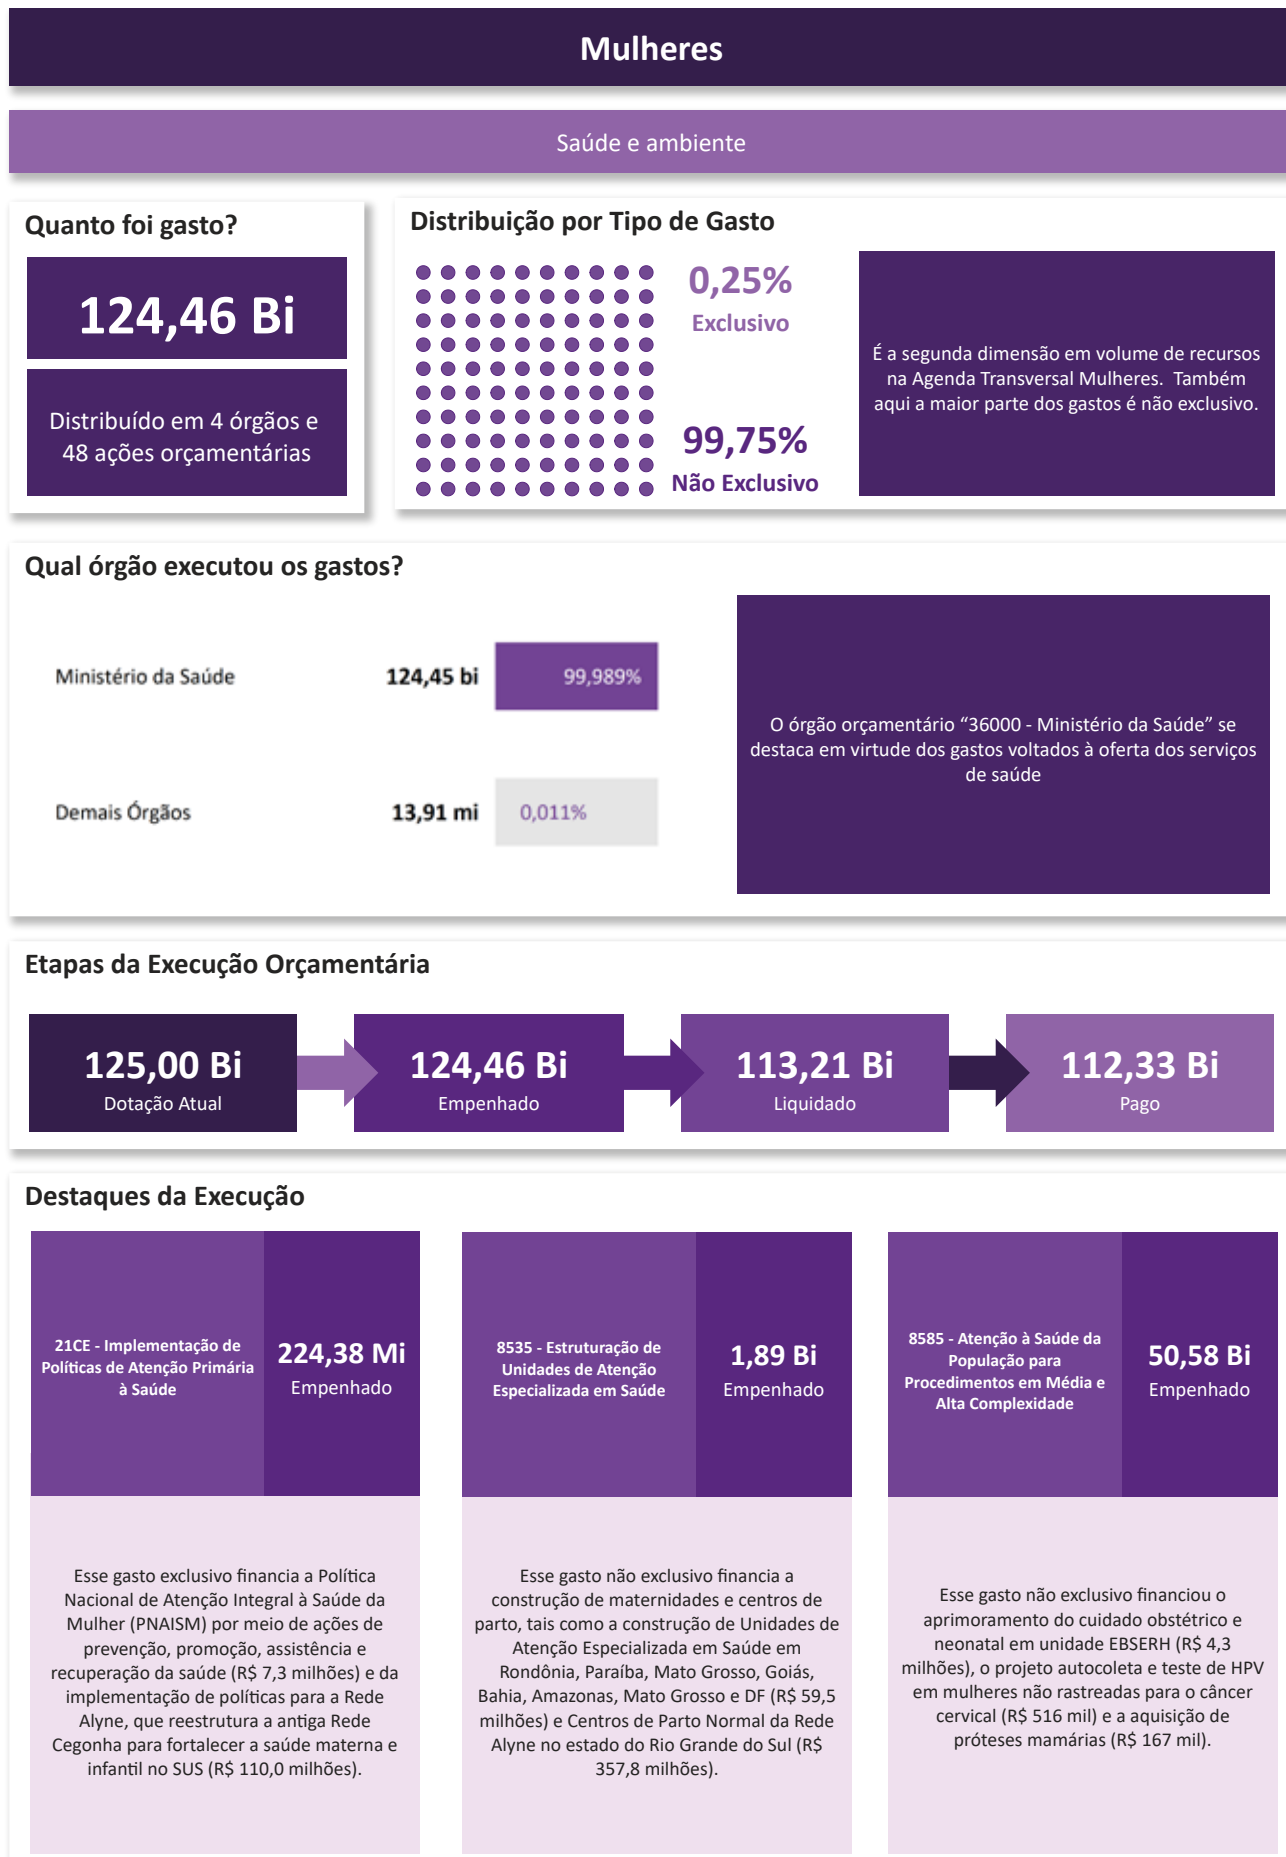 Mulheres
Saúde e ambiente
Quanto foi gasto?
124,46 Bi
Distribuído em 4 órgãos e
48 ações orçamentárias
Distribuição por Tipo de Gasto
0,25%
Exclusivo
99,75%
Não Exclusivo
É a segunda dimensão em volume de recursos
na Agenda Transversal Mulheres. Também
aqui a maior parte dos gastos é não exclusivo.
Qual órgão executou os gastos?
Ministério da Saúde 124,45 bi 99,989%
Demais Órgãos 13,91 mi 0,011%
O órgão orçamentário “36000 - Ministério da Saúde” se
destaca em virtude dos gastos voltados à oferta dos serviços
de saúde
Etapas da Execução Orçamentária
125,00 Bi
Dotação Atual
124,46 Bi
Empenhado
113,21 Bi
Liquidado
112,33 Bi
Pago
Destaques da Execução
21CE - Implementação de
Políticas de Atenção Primária
à Saúde
224,38 Mi
Empenhado
Esse gasto exclusivo financia a Política
Nacional de Atenção Integral à Saúde da
Mulher (PNAISM) por meio de ações de
prevenção, promoção, assistência e
recuperação da saúde (R$ 7,3 milhões) e da
implementação de políticas para a Rede
Alyne, que reestrutura a antiga Rede
Cegonha para fortalecer a saúde materna e
infantil no SUS (R$ 110,0 milhões).
8535 - Estruturação de
Unidades de Atenção
Especializada em Saúde
1,89 Bi
Empenhado
Esse gasto não exclusivo financia a
construção de maternidades e centros de
parto, tais como a construção de Unidades de
Atenção Especializada em Saúde em
Rondônia, Paraíba, Mato Grosso, Goiás,
Bahia, Amazonas, Mato Grosso e DF (R$ 59,5
milhões) e Centros de Parto Normal da Rede
Alyne no estado do Rio Grande do Sul (R$
357,8 milhões).
8585 - Atenção à Saúde da
População para
Procedimentos em Média e
Alta Complexidade
50,58 Bi
Empenhado
Esse gasto não exclusivo financiou o
aprimoramento do cuidado obstétrico e
neonatal em unidade EBSERH (R$ 4,3
milhões), o projeto autocoleta e teste de HPV
em mulheres não rastreadas para o câncer
cervical (R$ 516 mil) e a aquisição de
próteses mamárias (R$ 167 mil).